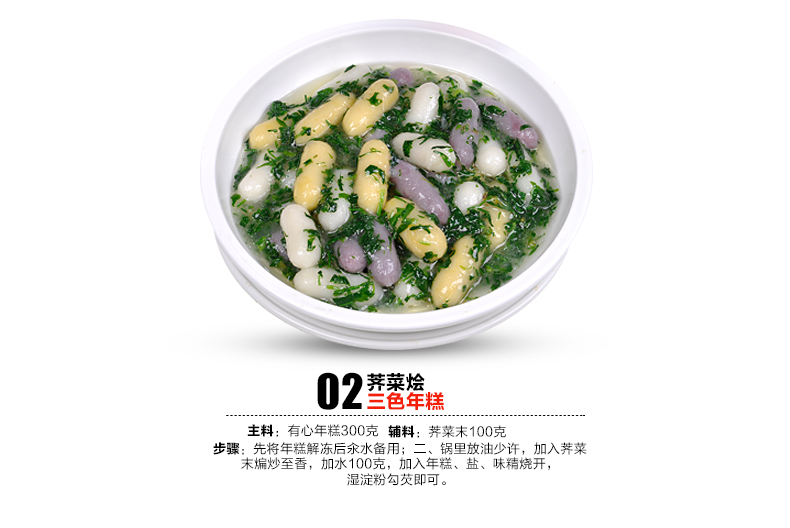 02 荠菜烩
三色年糕
主料：有心年糕300克 辅料：荠菜末100克
步骤：先将年糕解冻后氽水备用；二、锅里放油少许，加入荠菜
末煸炒至香，加水100克，加入年糕、盐、味精烧开，
湿淀粉勾芡即可。